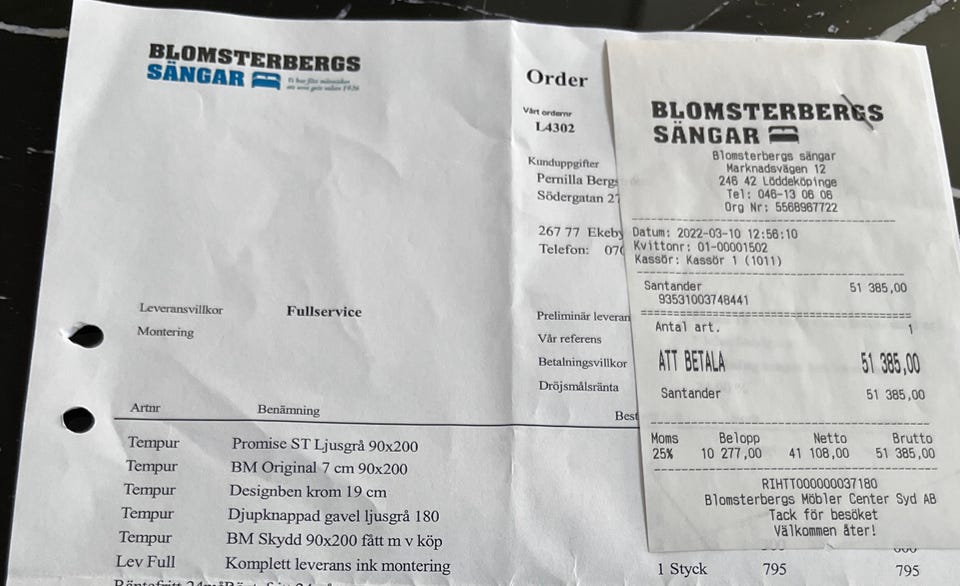 BLOMSTERBERGS
SÄNGAR
Order
Vårt ordernr
L4302
Kunduppgifter
Pernilla
Södergatan
267 77
Telefon:
Leveransvillkor Fullservice
Montering
Preliminär
Vår referens
Betalningsvillkor
Dröjsmålsränta
Artnr Benämning
Tempur Promise ST Ljusgrå 90x200
Tempur BM Original 7 cm 90x200
Tempur Designben krom 19 cm
Tempur Djupknappad gavel ljusgrå 180
Tempur BM Skydd 90x200 fått m v köp
Lev Full Komplett leverans ink montering
1 Styck 795 795
BLOMSTERBERGS
SÄNGAR
Blomsterbergs sängar
Marknadsvägen 12
246 42 Löddeköpinge
Tel: 046-13 06 06
Org Nr: 5568967722
Datum: 2022-03-10 12:56:10
Kvittonr: 01-00001502
Kassör: Kassör 1 (1011)
Santander 51 385,00
93531003748441
Antal art. 1
ATT BETALA 51 385,00
Santander 51 385,00
Moms Belopp Netto Brutto
25% 10 277,00 41 108,00 51 385,00
RIHTT000000037180
Blomsterbergs Möbler Center Syd AB
Tack för besöket
Välkommen åter!